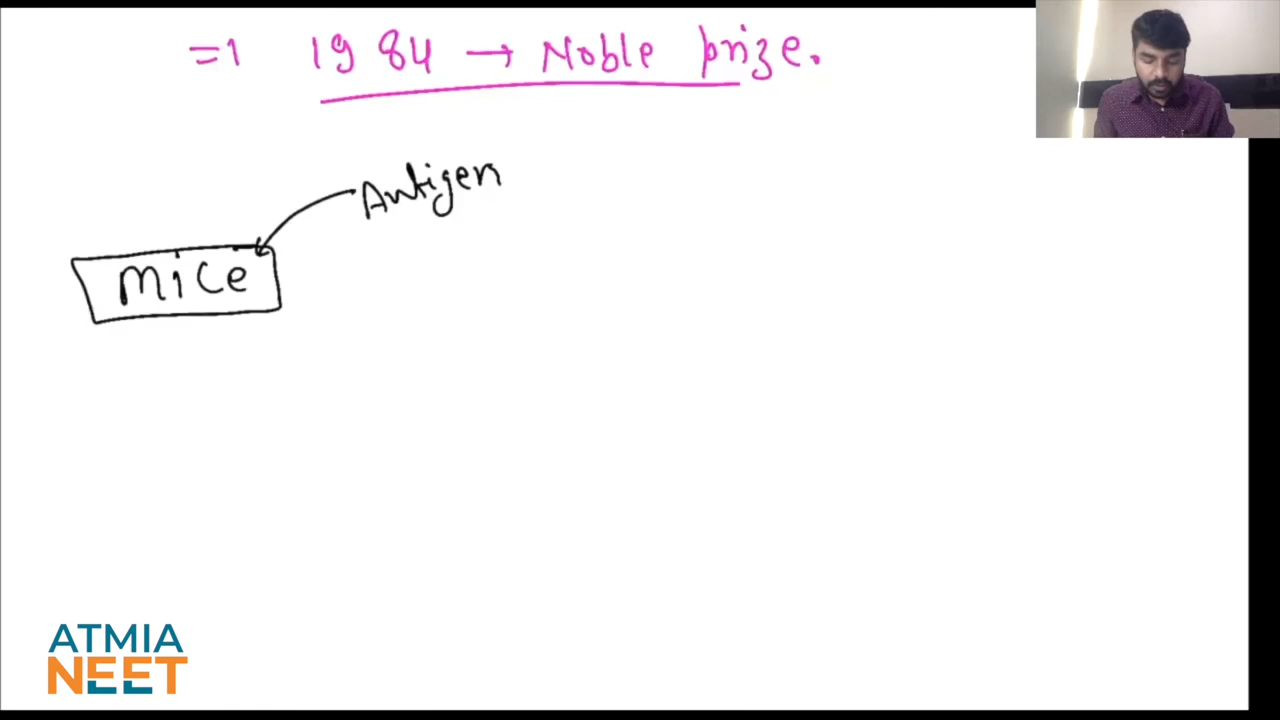 =1 1984 → Noble prize.
Antigen
Mice
ATMIA
NEET